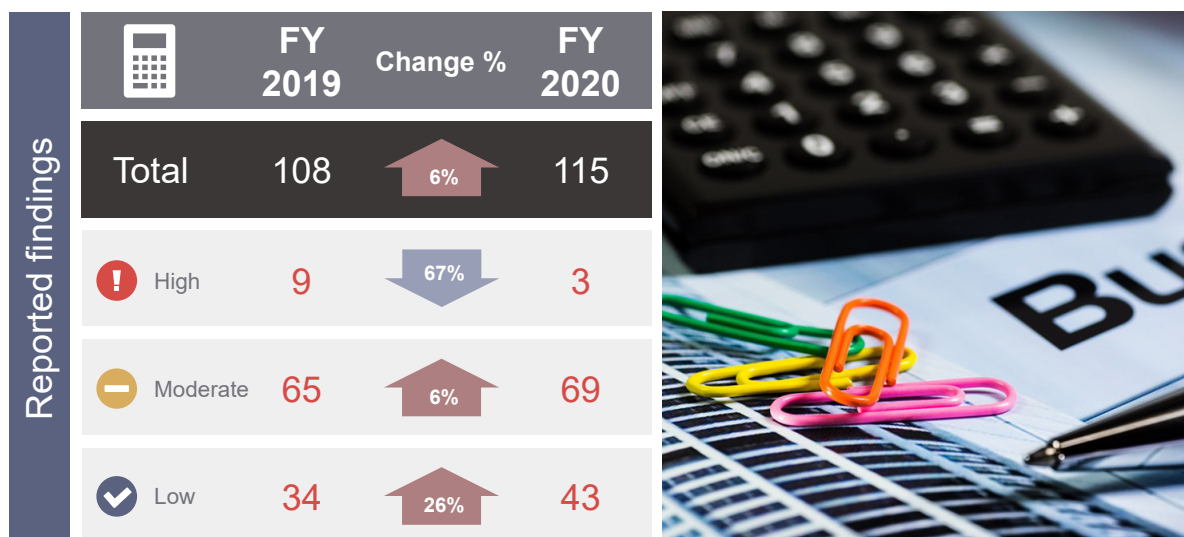 Reported findings
FY
2019
Change %
FY
2020
Total
108
6%
115
High
9
67%
3
Moderate
65
6%
69
Low
34
26%
43
Bu